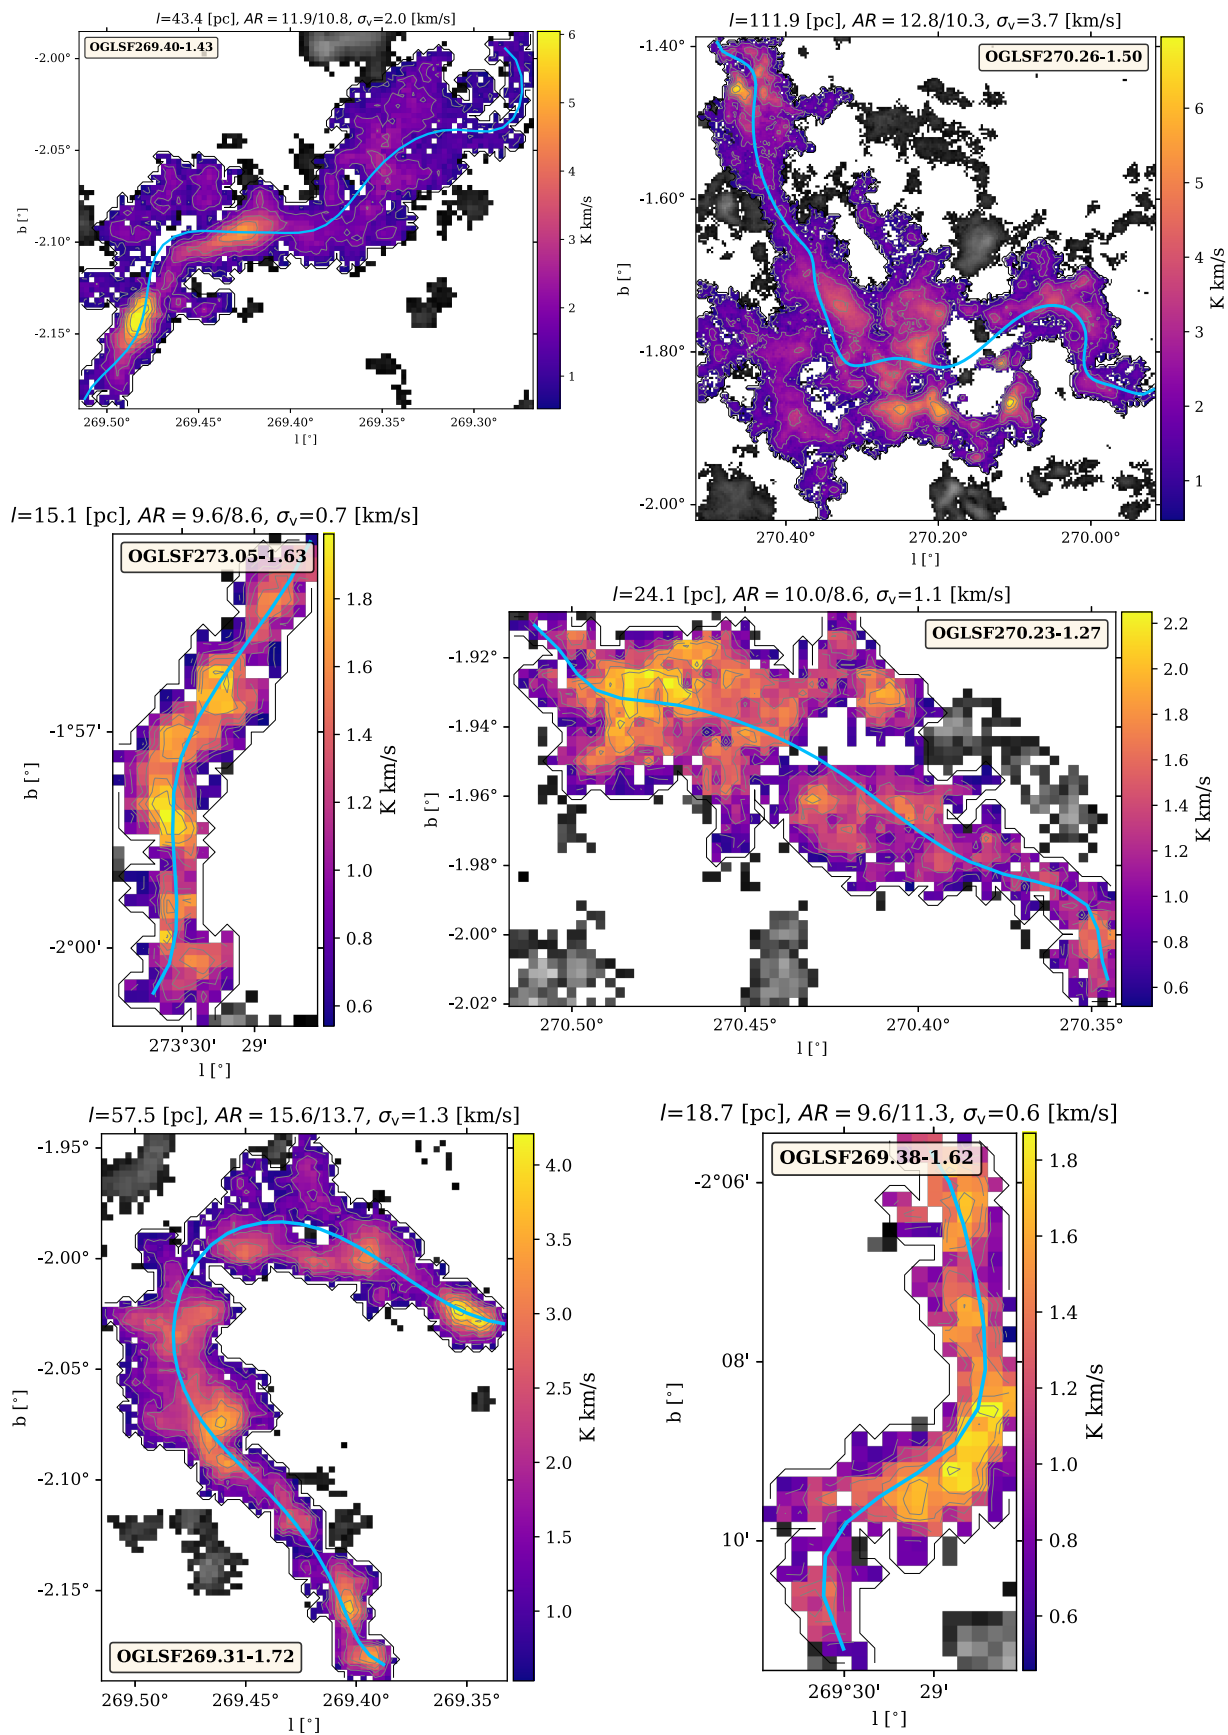 l=43.4 [pc], AR = 11.9/10.8, σv=2.0 [km/s]
OGLSF269.40-1.43
-2.00°
-2.05°
-2.10°
-2.15°
b [°]
269.50°
269.45°
269.40°
269.35°
269.30°
l [°]
6
5
4
3
2
1
K km/s
l=111.9 [pc], AR = 12.8/10.3, σv=3.7 [km/s]
OGLSF270.26-1.50
-1.40°
-1.60°
-1.80°
-2.00°
b [°]
270.40°
270.20°
270.00°
l [°]
6
5
4
3
2
1
K km/s
l=15.1 [pc], AR = 9.6/8.6, σv=0.7 [km/s]
OGLSF273.05-1.63
-1°57'
-2°00'
b [°]
273°30'
29'
l [°]
1.8
1.6
1.4
1.2
1.0
0.8
0.6
K km/s
l=24.1 [pc], AR = 10.0/8.6, σv=1.1 [km/s]
OGLSF270.23-1.27
-1.92°
-1.94°
-1.96°
-1.98°
-2.00°
-2.02°
b [°]
270.50°
270.45°
270.40°
270.35°
l [°]
2.2
2.0
1.8
1.6
1.4
1.2
1.0
0.8
0.6
K km/s
l=57.5 [pc], AR = 15.6/13.7, σv=1.3 [km/s]
-1.95°
-2.00°
-2.05°
-2.10°
-2.15°
b [°]
OGLSF269.31-1.72
269.50°
269.45°
269.40°
269.35°
l [°]
4.0
3.5
3.0
2.5
2.0
1.5
1.0
K km/s
l=18.7 [pc], AR = 9.6/11.3, σv=0.6 [km/s]
OGLSF269.38-1.62
-2°06'
08'
10'
b [°]
269°30'
29'
l [°]
1.8
1.6
1.4
1.2
1.0
0.8
0.6
K km/s